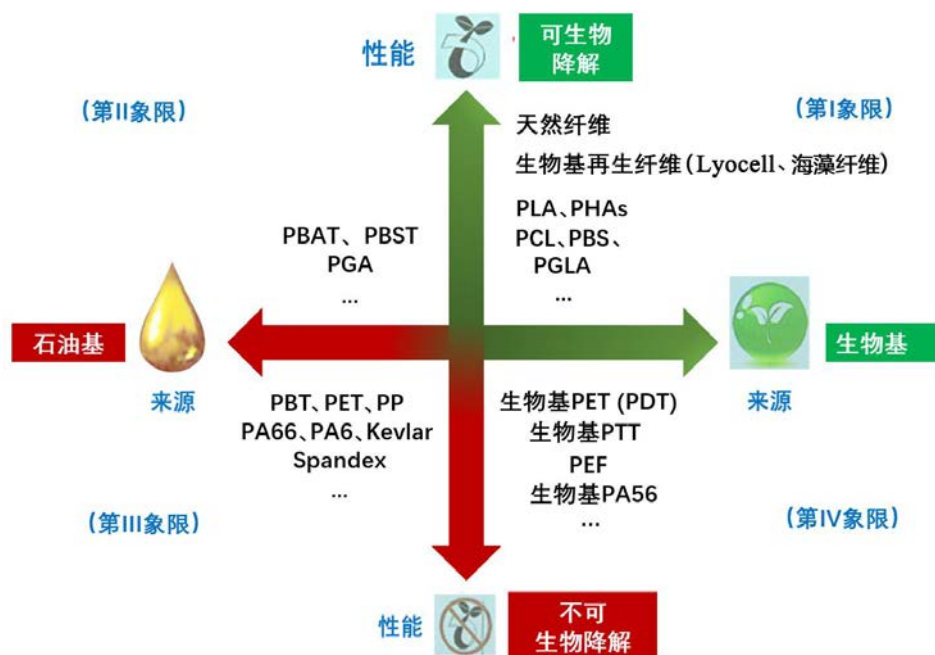 性能
可生物
降解
(第II象限)
(第I象限)
天然纤维
生物基再生纤维(Lyocell、海藻纤维)
PBAT、PBST
PGA
...
PLA、PHAs
PCL、PBS、
PGLA
...
石油基
来源
生物基
来源
PBT、PET、PP
PA66、PA6、Kevlar
Spandex
...
生物基PET (PDT)
生物基PTT
PEF
生物基PA56
...
(第III象限)
(第IV象限)
性能
不可
生物降解